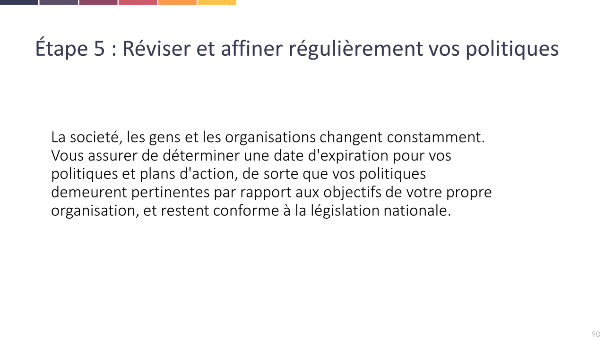 Étape 5 : Réviser et affiner régulièrement vos politiques
La societé, les gens et les organisations changent constamment.
Vous assurer de déterminer une date d'expiration pour vos
politiques et plans d'action, de sorte que vos politiques
demeurent pertinentes par rapport aux objectifs de votre propre
organisation, et restent conforme à la législation nationale.
90